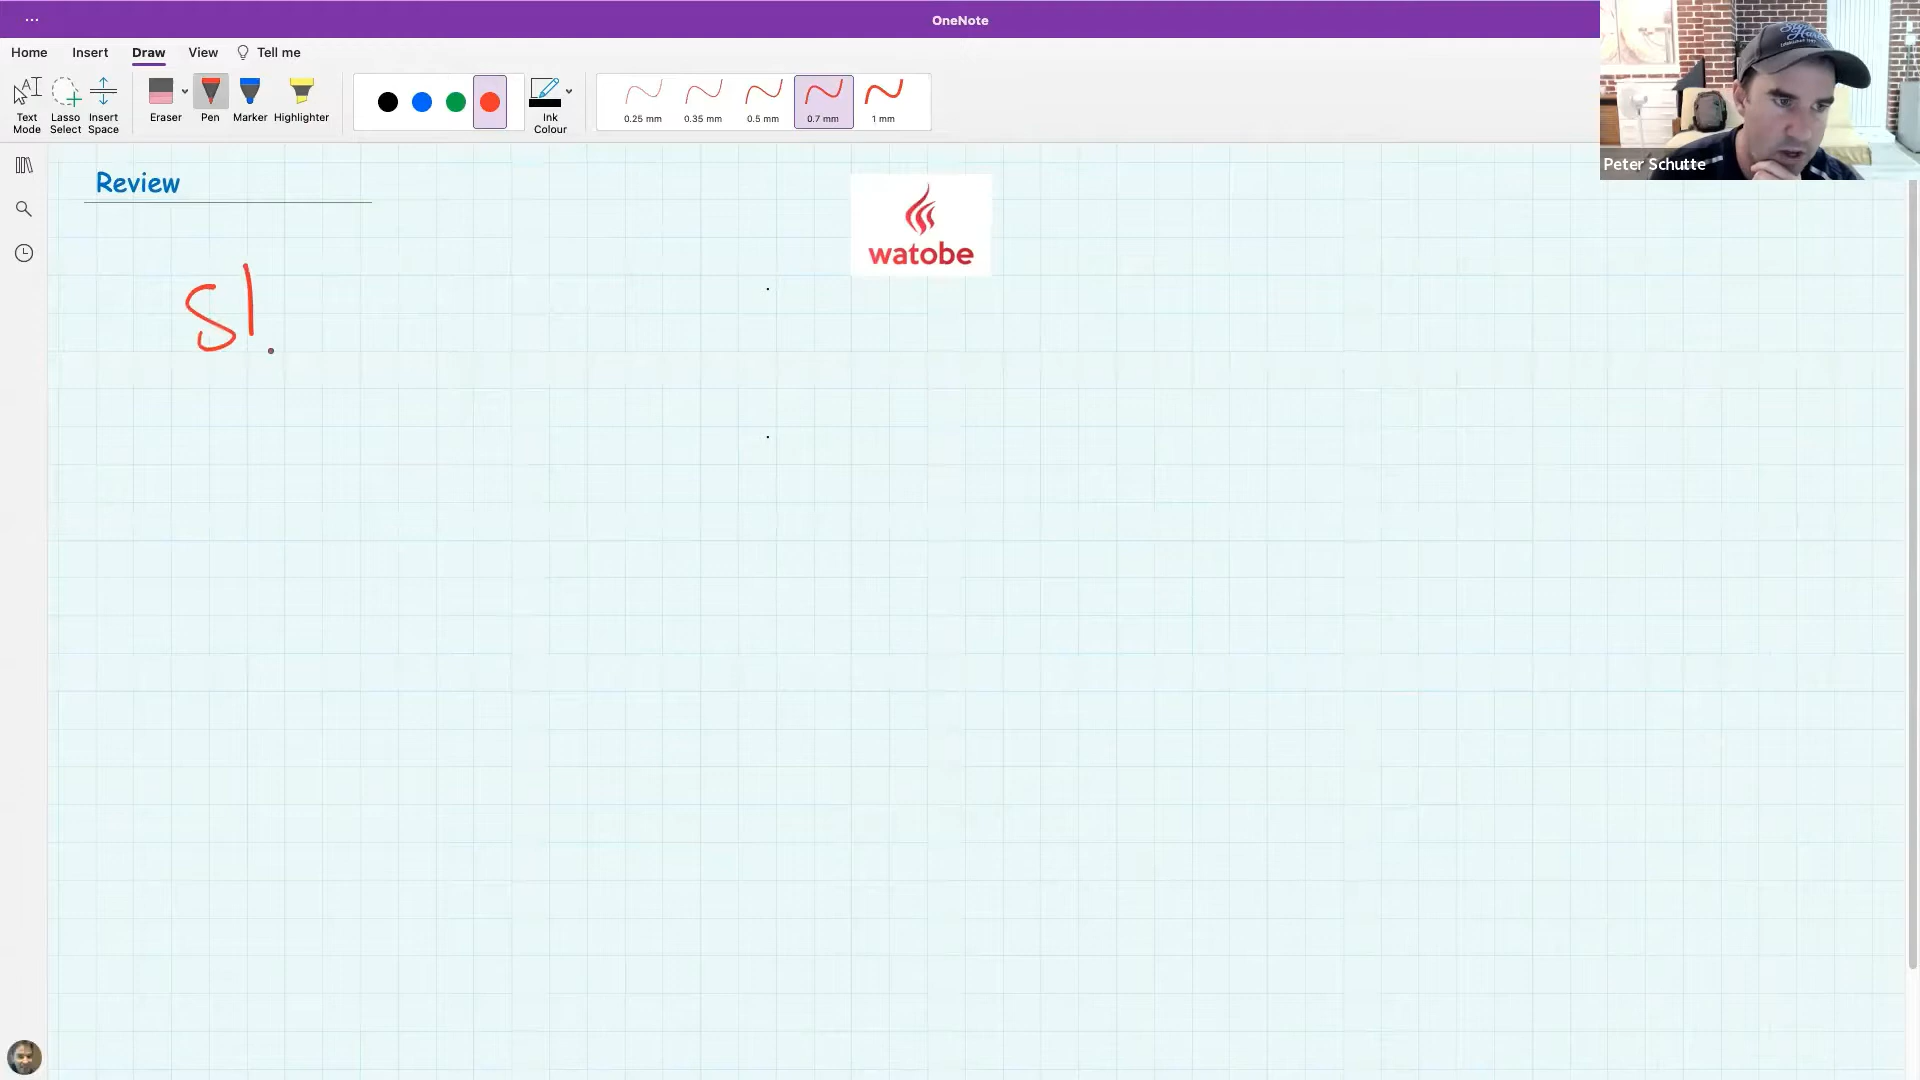 OneNote
Home Insert Draw View Tell me
Text Mode
Lasso Select
Insert Space
Eraser
Pen
Marker
Highlighter
Ink Colour
0.25 mm
0.35 mm
0.5 mm
0.7 mm
1 mm
Peter Schutte
Review
watobe
SI